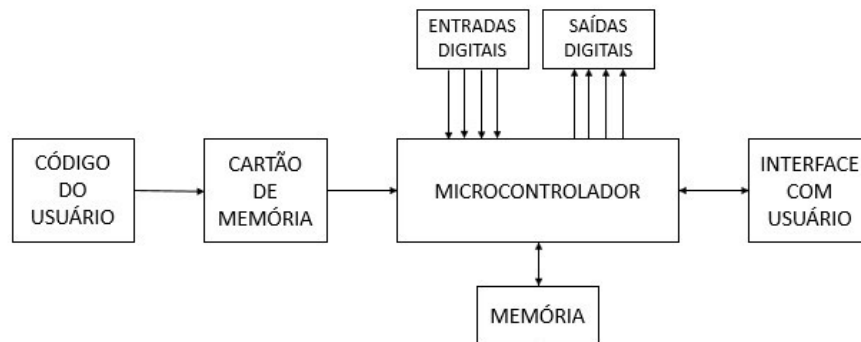 ENTRADAS
DIGITAIS
SAÍDAS
DIGITAIS
CÓDIGO
DO
USUÁRIO
CARTÃO
DE
MEMÓRIA
MICROCONTROLADOR
INTERFACE
COM
USUÁRIO
MEMÓRIA